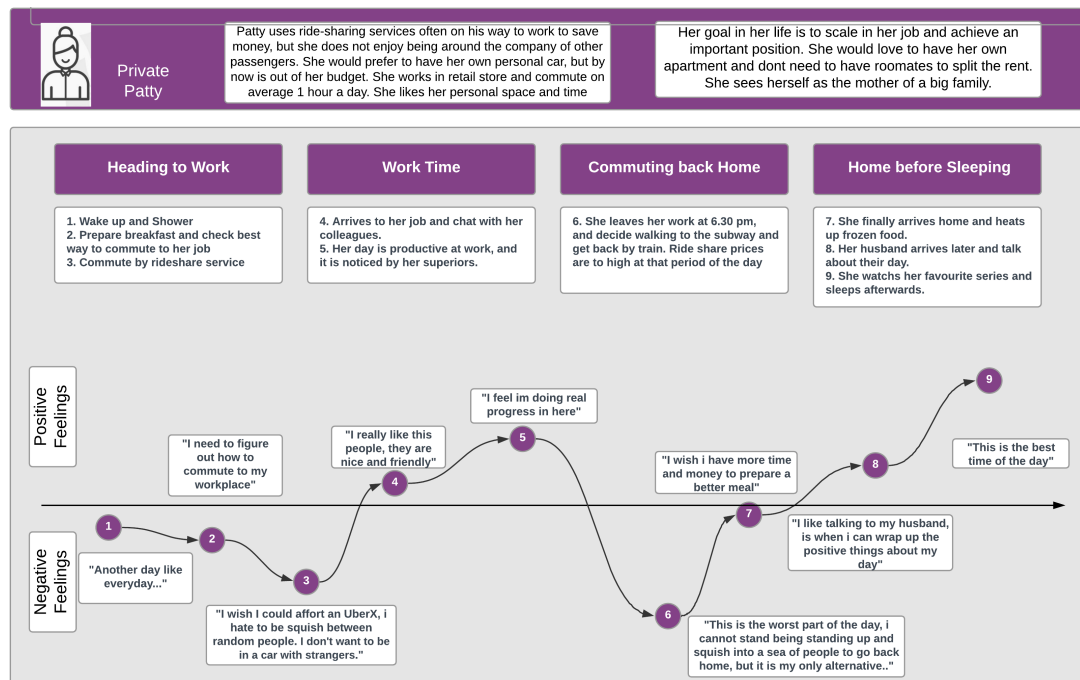 Private
Patty
Patty uses ride-sharing services often on his way to work to save
money, but she does not enjoy being around the company of other
passengers. She would prefer to have her own personal car, but by
now is out of her budget. She works in retail store and commute on
average 1 hour a day. She likes her personal space and time
Her goal in her life is to scale in her job and achieve an
important position. She would love to have her own
apartment and dont need to have roomates to split the rent.
She sees herself as the mother of a big family.
Heading to Work
1. Wake up and Shower
2. Prepare breakfast and check best
way to commute to her job
3. Commute by rideshare service
Work Time
4. Arrives to her job and chat with her
colleagues.
5. Her day is productive at work, and
it is noticed by her superiors.
Commuting back Home
6. She leaves her work at 6.30 pm,
and decide walking to the subway and
get back by train. Ride share prices
are to high at that period of the day
Home before Sleeping
7. She finally arrives home and heats
up frozen food.
8. Her husband arrives later and talk
about their day.
9. She watchs her favourite series and
sleeps afterwards.
Positive
Feelings
Negative
Feelings
1
"Another day like
everyday..."
2
"I need to figure
out how to
commute to my
workplace"
3
"I wish I could affort an UberX, i
hate to be squish between
random people. I don't want to be
in a car with strangers."
4
"I really like this
people, they are
nice and friendly"
5
"I feel im doing real
progress in here"
6
"This is the worst part of the day, i
cannot stand being standing up and
squish into a sea of people to go back
home, but it is my only alternative.."
7
"I wish i have more time
and money to prepare a
better meal"
8
"I like talking to my husband,
is when i can wrap up the
positive things about my
day"
9
"This is the best
time of the day"